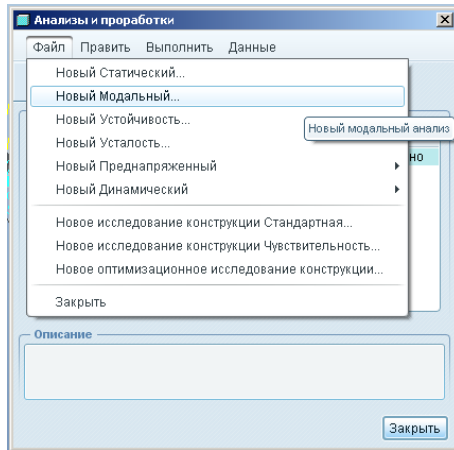 Анализы и проработки
Файл Править Выполнить Данные
Новый Статический...
Новый Модальный...
Новый Устойчивость...
Новый модальный анализ
Новый Усталость...
Новый Преднапряженный
но
Новый Динамический
Новое исследование конструкции Стандартная...
Новое исследование конструкции Чувствительность...
Новое оптимизационное исследование конструкции...
Закрыть
Описание
Закрыть